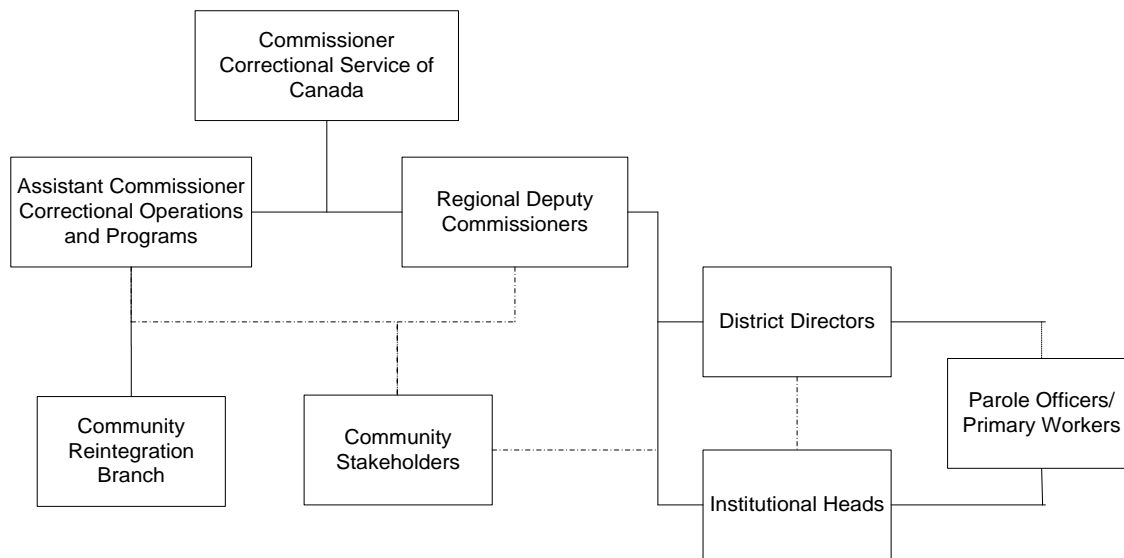 Commissioner
Correctional Service of
Canada
Assistant Commissioner
Correctional Operations
and Programs
Regional Deputy
Commissioners
District Directors
Parole Officers/
Primary Workers
Community
Reintegration
Branch
Community
Stakeholders
Institutional Heads